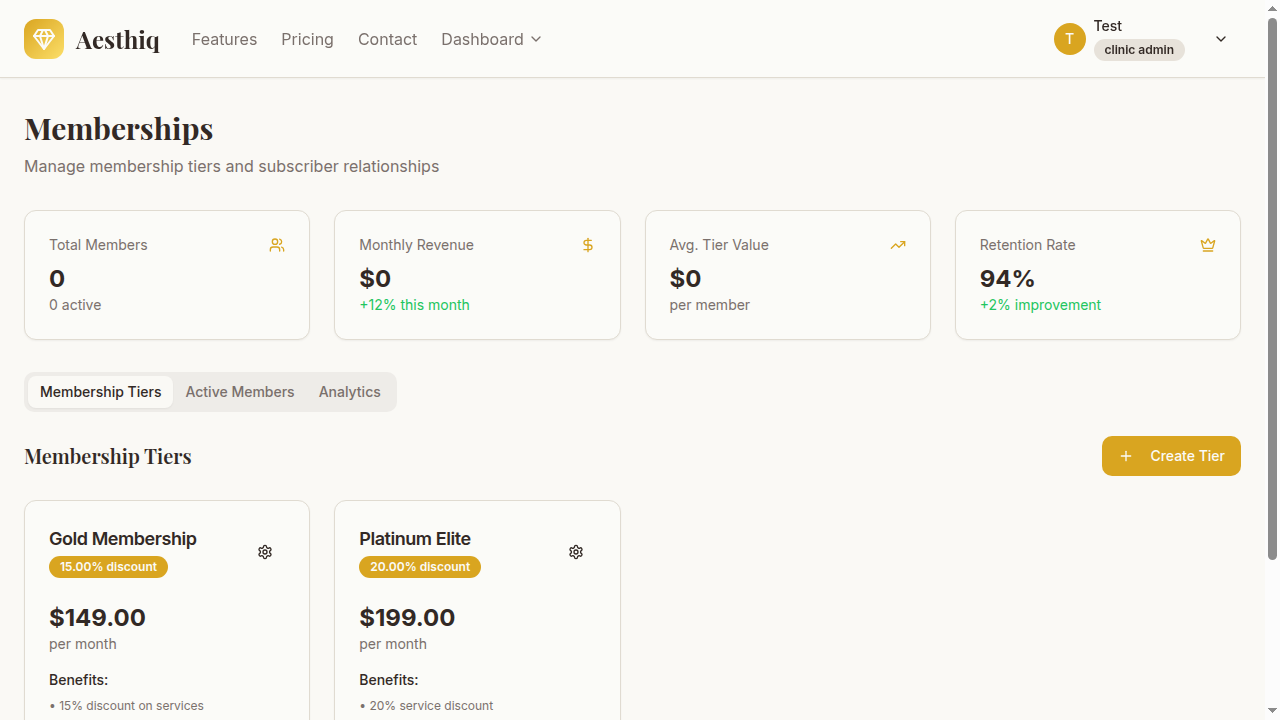 Aesthiq
Features
Pricing
Contact
Dashboard
T
Test
clinic admin
Memberships
Manage membership tiers and subscriber relationships
Total Members
0
0 active
Monthly Revenue
$0
+12% this month
Avg. Tier Value
$0
per member
Retention Rate
94%
+2% improvement
Membership Tiers
Active Members
Analytics
Membership Tiers
Create Tier
Gold Membership
15.00% discount
$149.00
per month
Benefits:
• 15% discount on services
Platinum Elite
20.00% discount
$199.00
per month
Benefits:
• 20% service discount